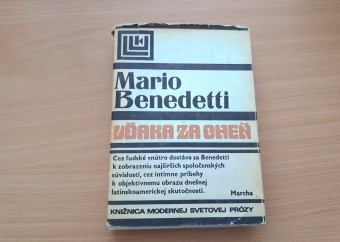 Mario
Benedetti
VĎAKA ZA OHEŇ
Cez ľudské vnútro dostáva sa Benedetti
k zobrazeniu najširších spoločenských
súvislostí, cez intímne príbehy
k objektívnemu obrazu dnešnej
latinskoamerickej skutočnosti. Marcha
KNIŽNICA MODERNEJ SVETOVEJ PRÓZY